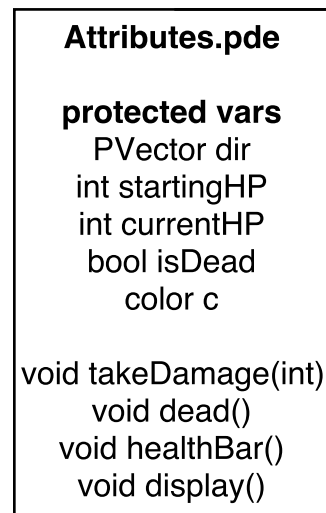 Attributes.pde
protected vars
PVector dir
int startingHP
int currentHP
bool isDead
color c
void takeDamage(int)
void dead()
void healthBar()
void display()